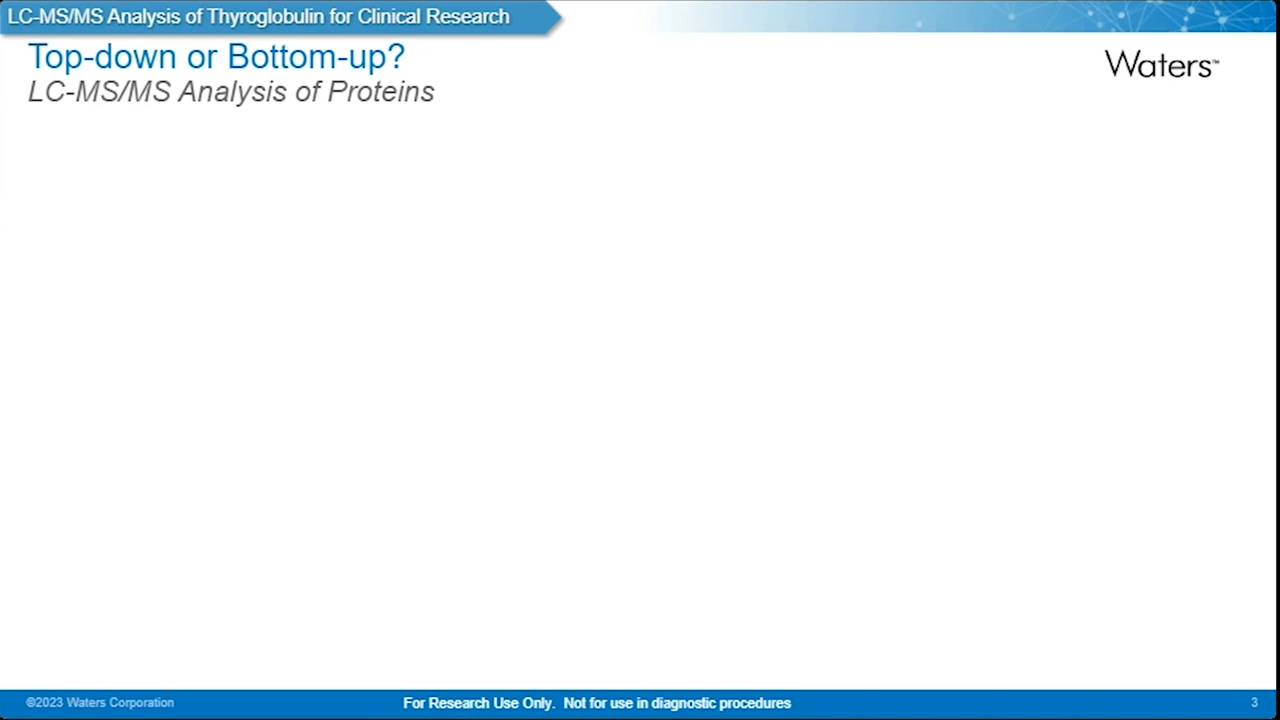 LC-MS/MS Analysis of Thyroglobulin for Clinical Research
Top-down or Bottom-up?
LC-MS/MS Analysis of Proteins
Waters™
©2023 Waters Corporation
For Research Use Only. Not for use in diagnostic procedures
3